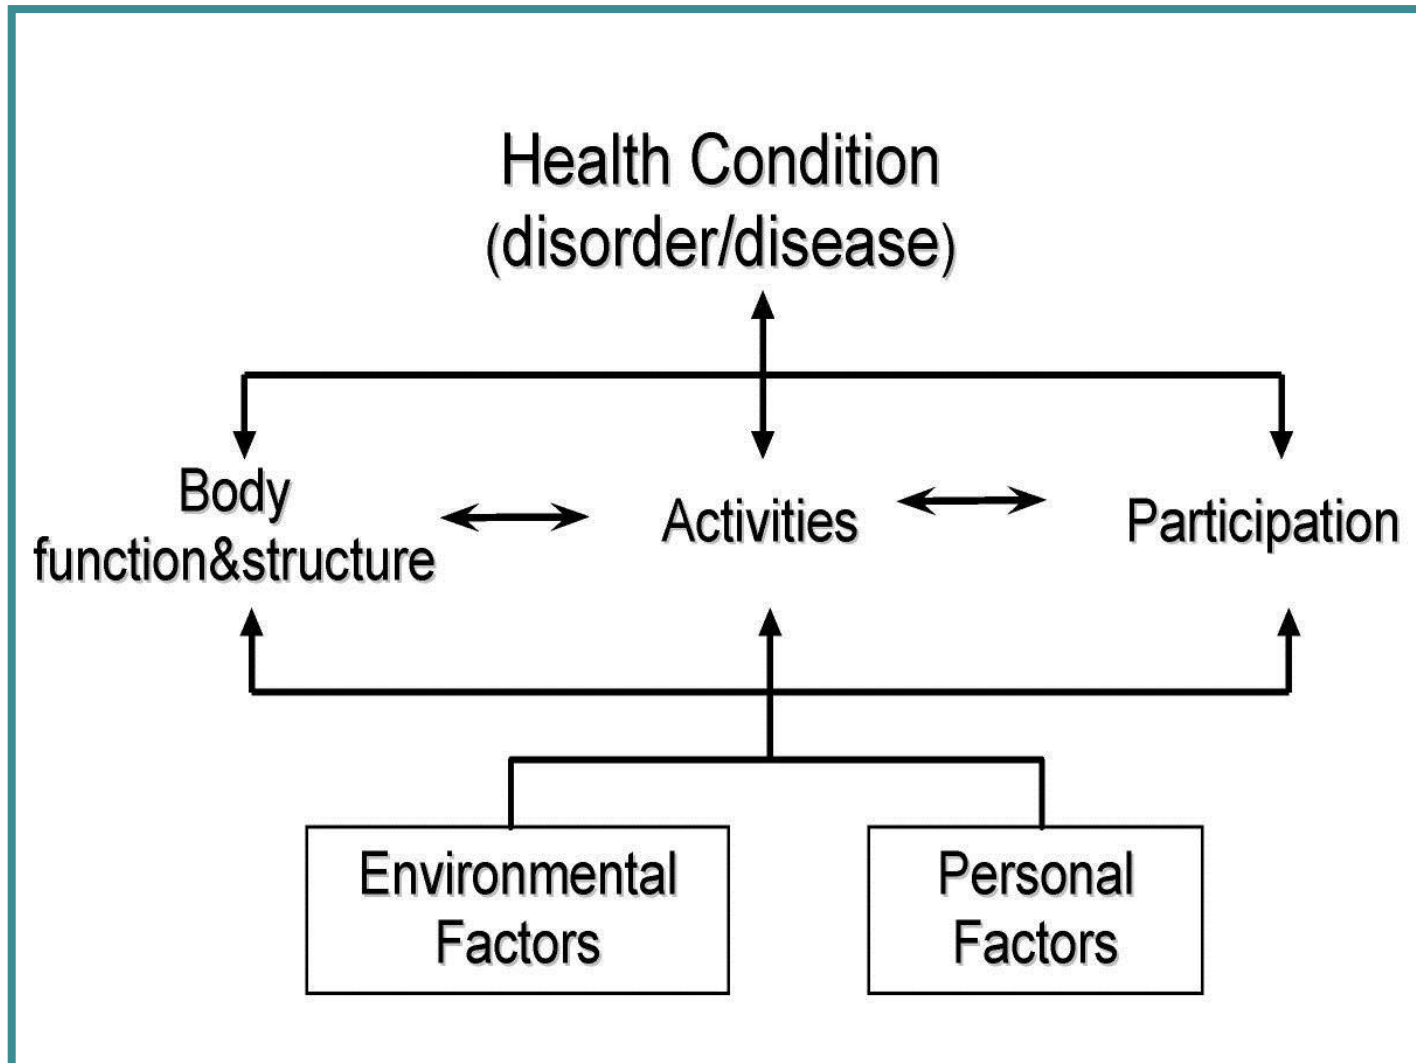 Health Condition
(disorder/disease)
Body
function&structure
Activities
Participation
Environmental
Factors
Personal
Factors